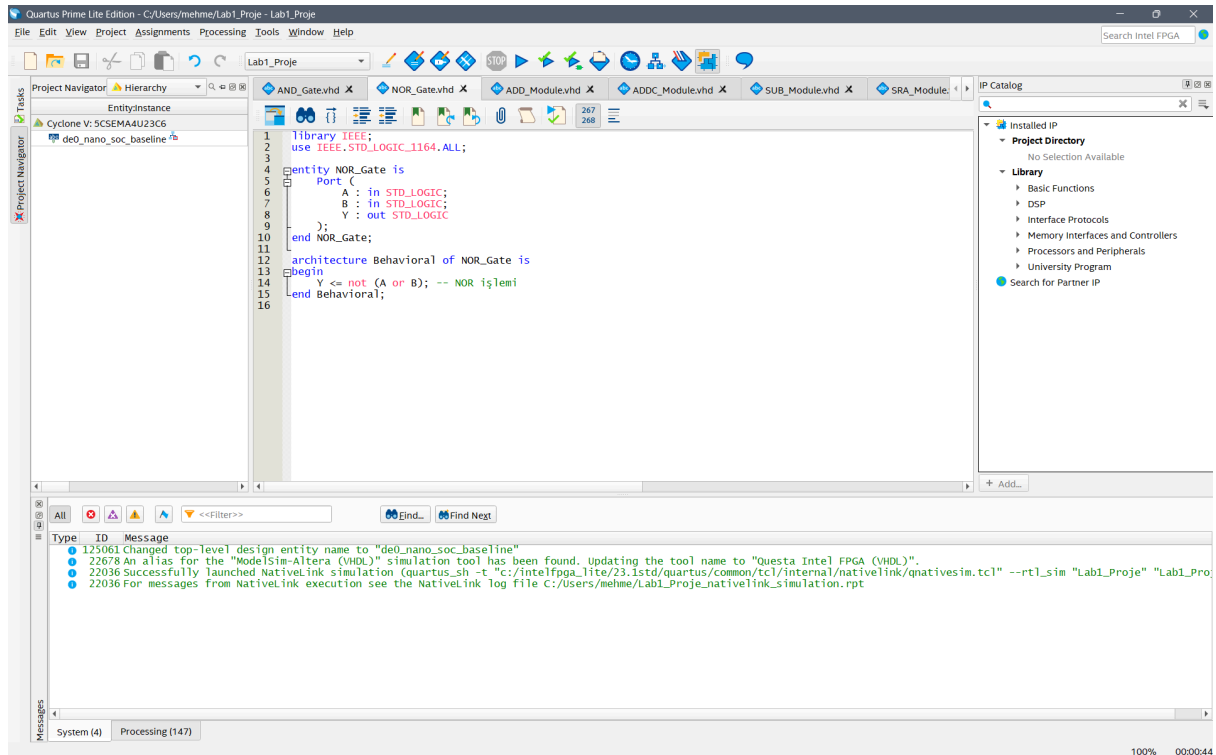 Quartus Prime Lite Edition - C:/Users/mehme/Lab1_Proje - Lab1_Proje
File Edit View Project Assignments Processing Tools Window Help
Search Intel FPGA
Lab1_Proje
STOP
Tasks
Project Navigator
Project Navigator Hierarchy
Entity:Instance
Cyclone V: 5CSEMA4U23C6
de0_nano_soc_baseline
AND_Gate.vhd
NOR_Gate.vhd
ADD_Module.vhd
ADDC_Module.vhd
SUB_Module.vhd
SRA_Module.
267
268
1 library IEEE;
2 use IEEE.STD_LOGIC_1164.ALL;
3
4 entity NOR_Gate is
5 Port (
6 A : in STD_LOGIC;
7 B : in STD_LOGIC;
8 Y : out STD_LOGIC
9 );
10 end NOR_Gate;
11
12 architecture Behavioral of NOR_Gate is
13 begin
14 Y <= not (A or B); -- NOR işlemi
15 end Behavioral;
16
IP Catalog
Installed IP
Project Directory
No Selection Available
Library
Basic Functions
DSP
Interface Protocols
Memory Interfaces and Controllers
Processors and Peripherals
University Program
Search for Partner IP
+ Add...
All
<<Filter>>
Find...
Find Next
Type ID Message
125061 Changed top-level design entity name to "de0_nano_soc_baseline"
22678 An alias for the "ModelSim-Altera (VHDL)" simulation tool has been found. Updating the tool name to "Questa Intel FPGA (VHDL)".
22036 Successfully launched NativeLink simulation (quartus_sh -t "c:/intelfpga_lite/23.1std/quartus/common/tcl/internal/nativelink/qnativesim.tcl" --rtl_sim "Lab1_Proje" "Lab1_Pro
22036 For messages from NativeLink execution see the NativeLink log file C:/Users/mehme/Lab1_Proje_nativelink_simulation.rpt
Messages
System (4)
Processing (147)
100% 00:00:44